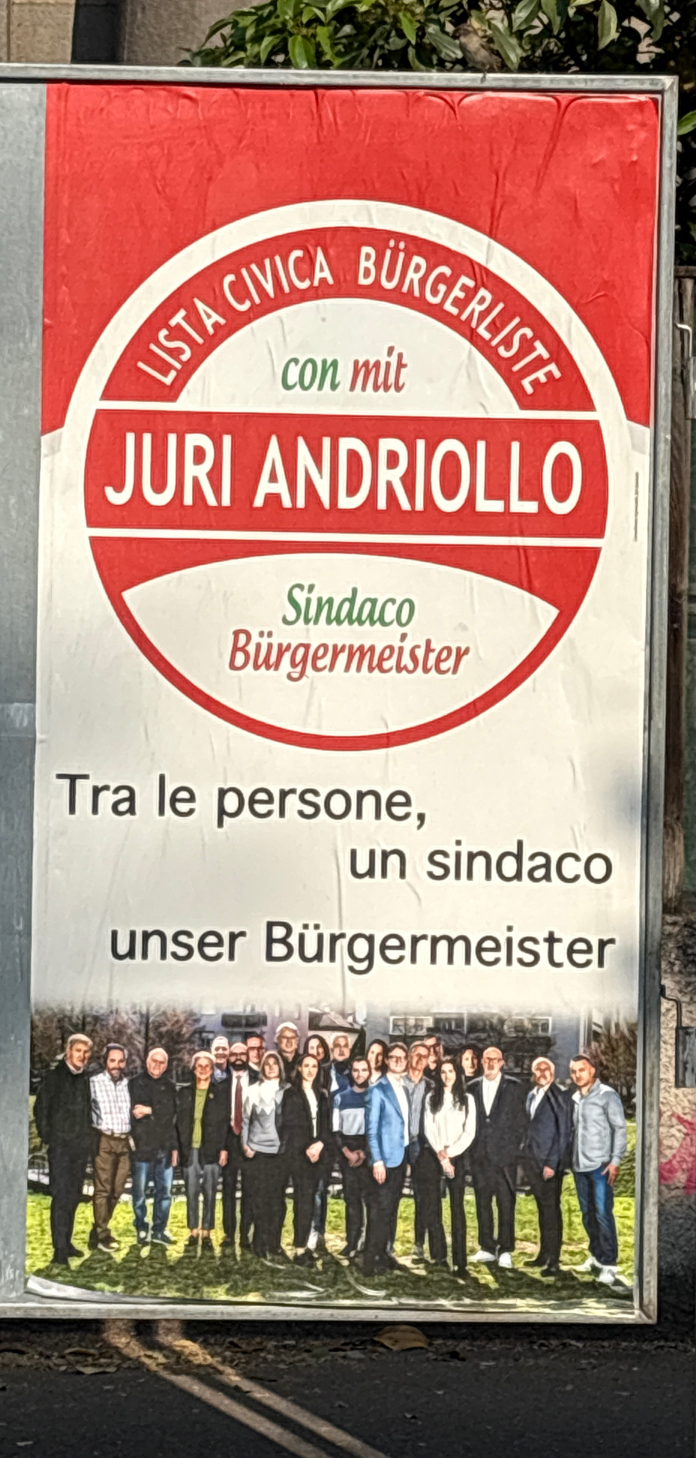 LISTA CIVICA BÜRGERLISTE
con mit
JURI ANDRIOLLO
Sindaco
Bürgermeister
Tra le persone,
un sindaco
unser Bürgermeister